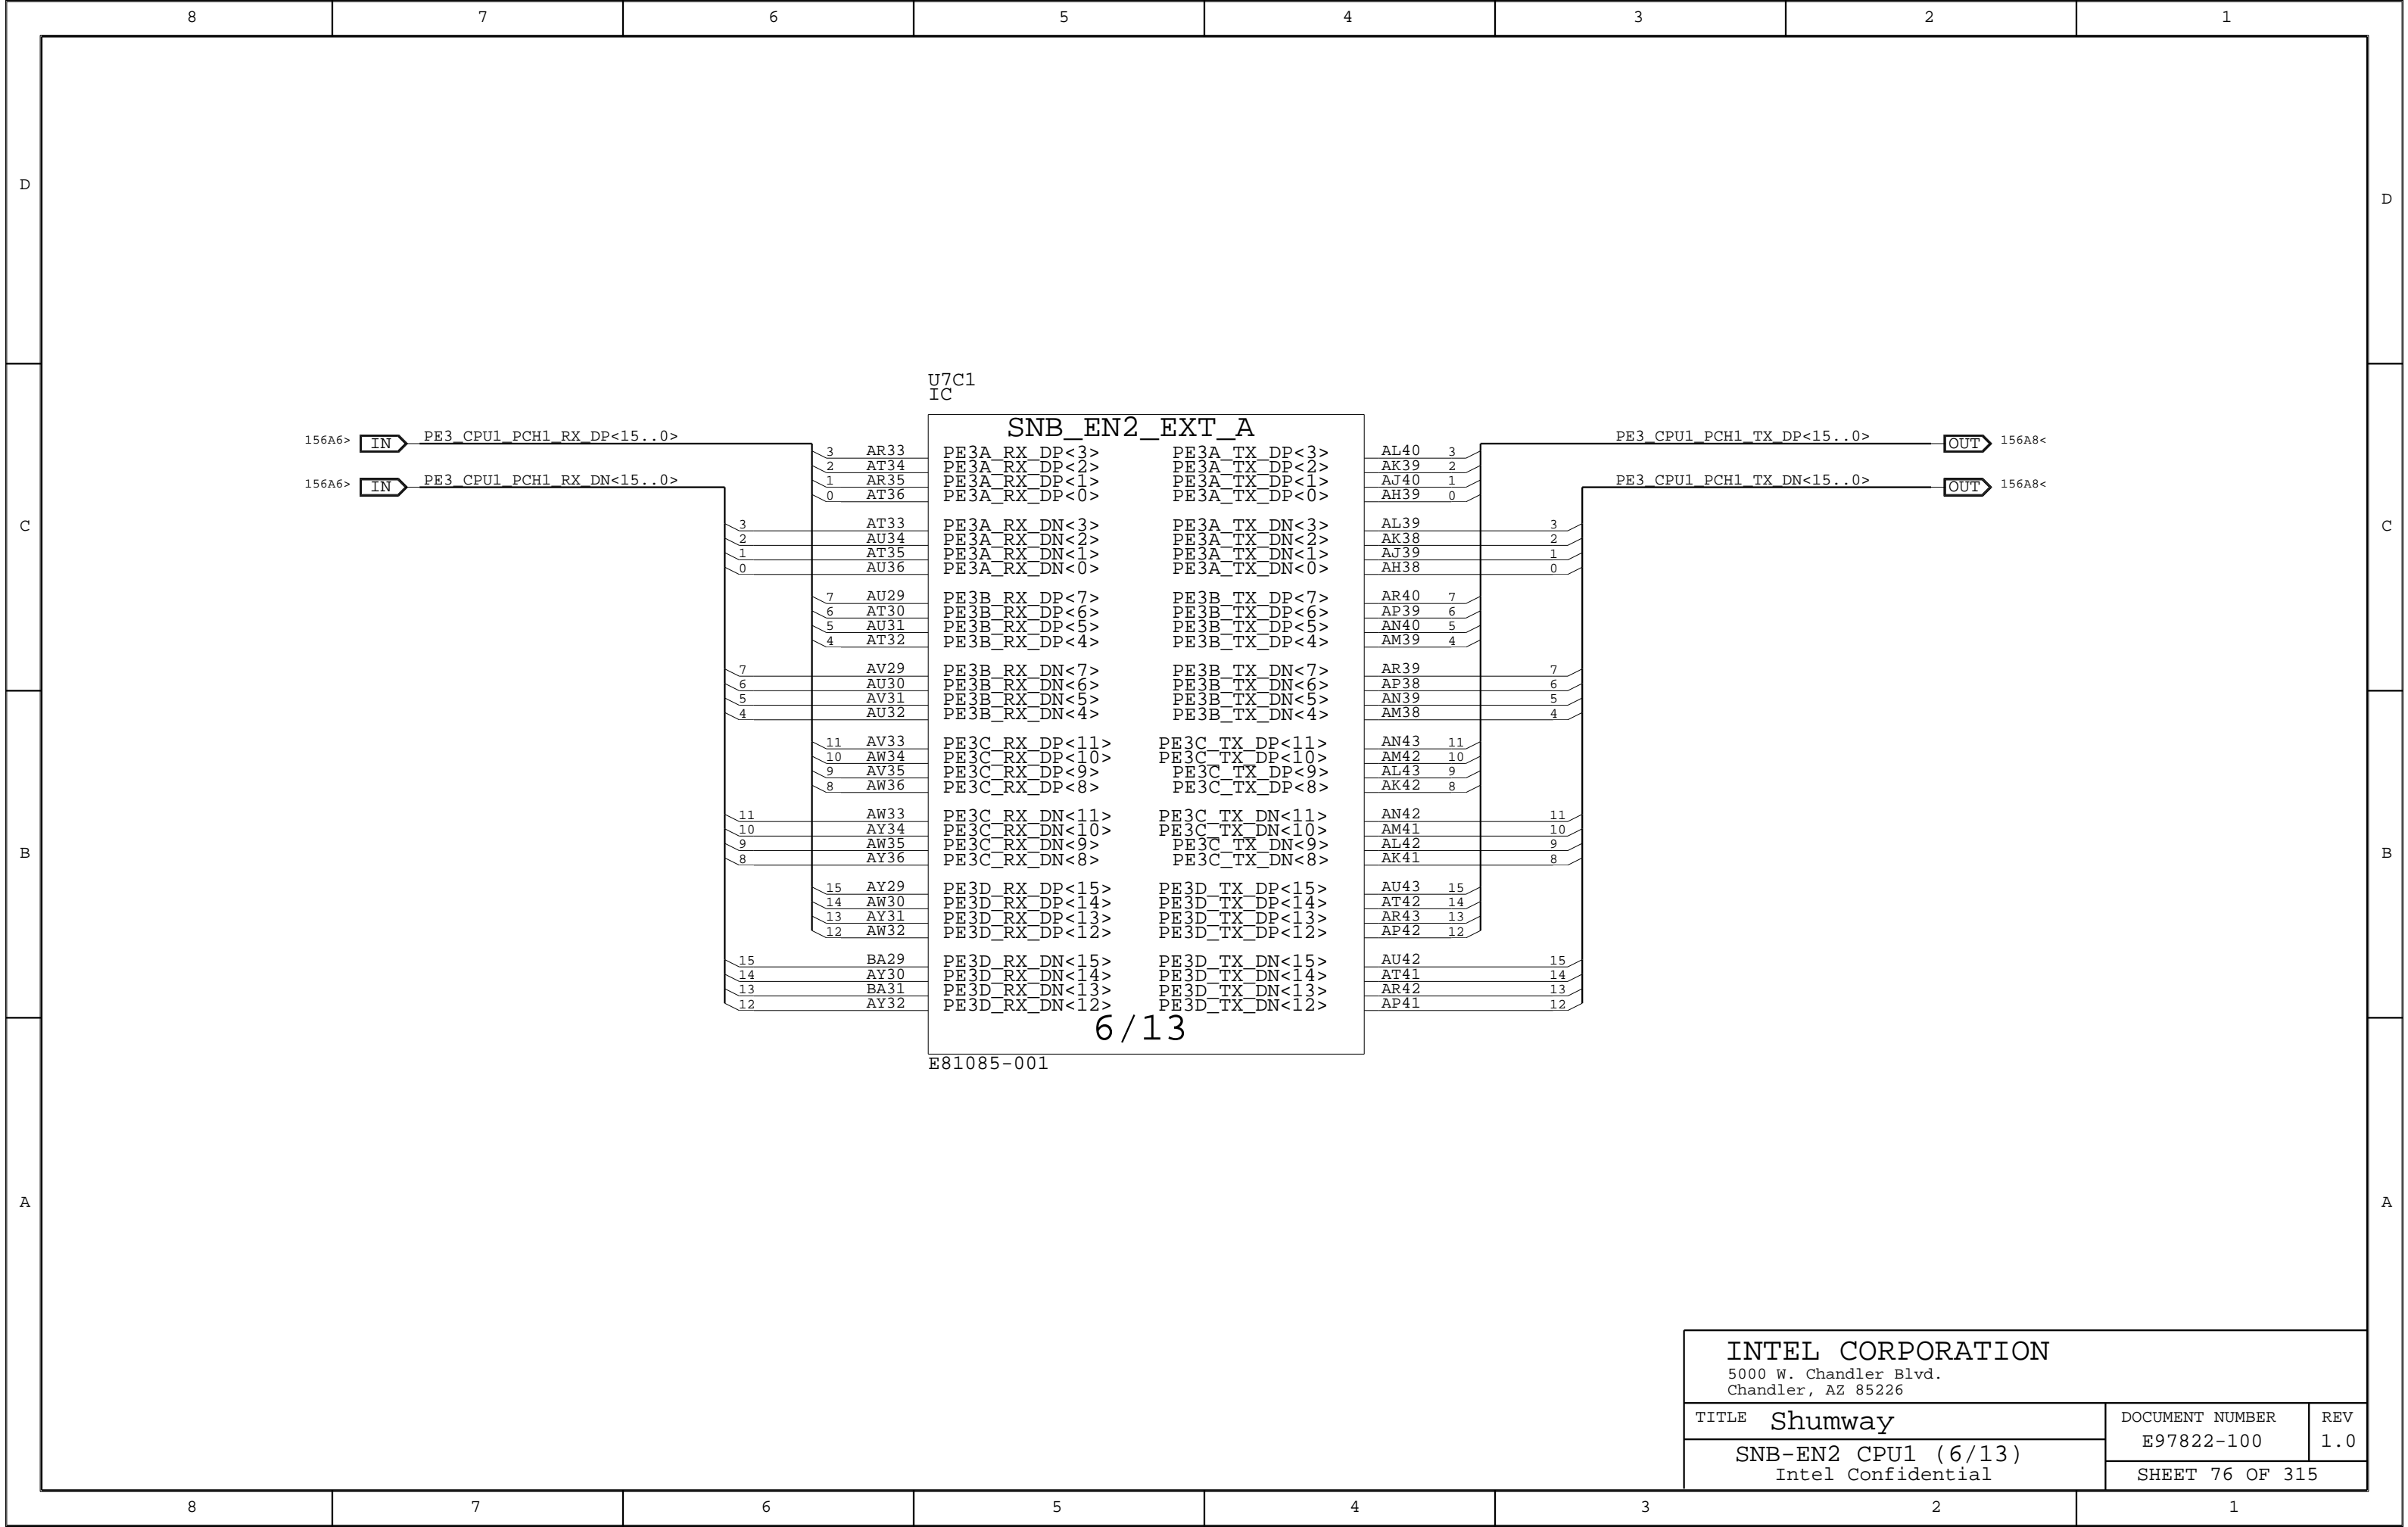 8 7 6 5 4 3 2 1
D D
U7C1
IC
SNB_EN2_EXT_A
156A6> IN PE3_CPU1_PCH1_RX_DP<15..0> PE3_CPU1_PCH1_TX_DP<15..0> OUT 156A8<
3 AR33 PE3A_RX_DP<3> PE3A_TX_DP<3> AL40 3
2 AT34 PE3A_RX_DP<2> PE3A_TX_DP<2> AK39 2
156A6> IN PE3_CPU1_PCH1_RX_DN<15..0> PE3_CPU1_PCH1_TX_DN<15..0> OUT 156A8<
1 AR35 PE3A_RX_DP<1> PE3A_TX_DP<1> AJ40 1
0 AT36 PE3A_RX_DP<0> PE3A_TX_DP<0> AH39 0
C C
3 AT33 PE3A_RX_DN<3> PE3A_TX_DN<3> AL39 3
2 AU34 PE3A_RX_DN<2> PE3A_TX_DN<2> AK38 2
1 AT35 PE3A_RX_DN<1> PE3A_TX_DN<1> AJ39 1
0 AU36 PE3A_RX_DN<0> PE3A_TX_DN<0> AH38 0
7 AU29 PE3B_RX_DP<7> PE3B_TX_DP<7> AR40 7
6 AT30 PE3B_RX_DP<6> PE3B_TX_DP<6> AP39 6
5 AU31 PE3B_RX_DP<5> PE3B_TX_DP<5> AN40 5
4 AT32 PE3B_RX_DP<4> PE3B_TX_DP<4> AM39 4
7 AV29 PE3B_RX_DN<7> PE3B_TX_DN<7> AR39 7
6 AU30 PE3B_RX_DN<6> PE3B_TX_DN<6> AP38 6
5 AV31 PE3B_RX_DN<5> PE3B_TX_DN<5> AN39 5
4 AU32 PE3B_RX_DN<4> PE3B_TX_DN<4> AM38 4
11 AV33 PE3C_RX_DP<11> PE3C_TX_DP<11> AN43 11
10 AW34 PE3C_RX_DP<10> PE3C_TX_DP<10> AM42 10
9 AV35 PE3C_RX_DP<9> PE3C_TX_DP<9> AL43 9
8 AW36 PE3C_RX_DP<8> PE3C_TX_DP<8> AK42 8
11 AW33 PE3C_RX_DN<11> PE3C_TX_DN<11> AN42 11
10 AY34 PE3C_RX_DN<10> PE3C_TX_DN<10> AM41 10
9 AW35 PE3C_RX_DN<9> PE3C_TX_DN<9> AL42 9
B B
8 AY36 PE3C_RX_DN<8> PE3C_TX_DN<8> AK41 8
15 AY29 PE3D_RX_DP<15> PE3D_TX_DP<15> AU43 15
14 AW30 PE3D_RX_DP<14> PE3D_TX_DP<14> AT42 14
13 AY31 PE3D_RX_DP<13> PE3D_TX_DP<13> AR43 13
12 AW32 PE3D_RX_DP<12> PE3D_TX_DP<12> AP42 12
15 BA29 PE3D_RX_DN<15> PE3D_TX_DN<15> AU42 15
14 AY30 PE3D_RX_DN<14> PE3D_TX_DN<14> AT41 14
13 BA31 PE3D_RX_DN<13> PE3D_TX_DN<13> AR42 13
12 AY32 PE3D_RX_DN<12> PE3D_TX_DN<12> AP41 12
6/13
E81085-001
A A
INTEL CORPORATION
5000 W. Chandler Blvd.
Chandler, AZ 85226
TITLE Shumway
DOCUMENT NUMBER REV
E97822-100 1.0
SNB-EN2 CPU1 (6/13)
Intel Confidential
SHEET 76 OF 315
8 7 6 5 4 3 2 1